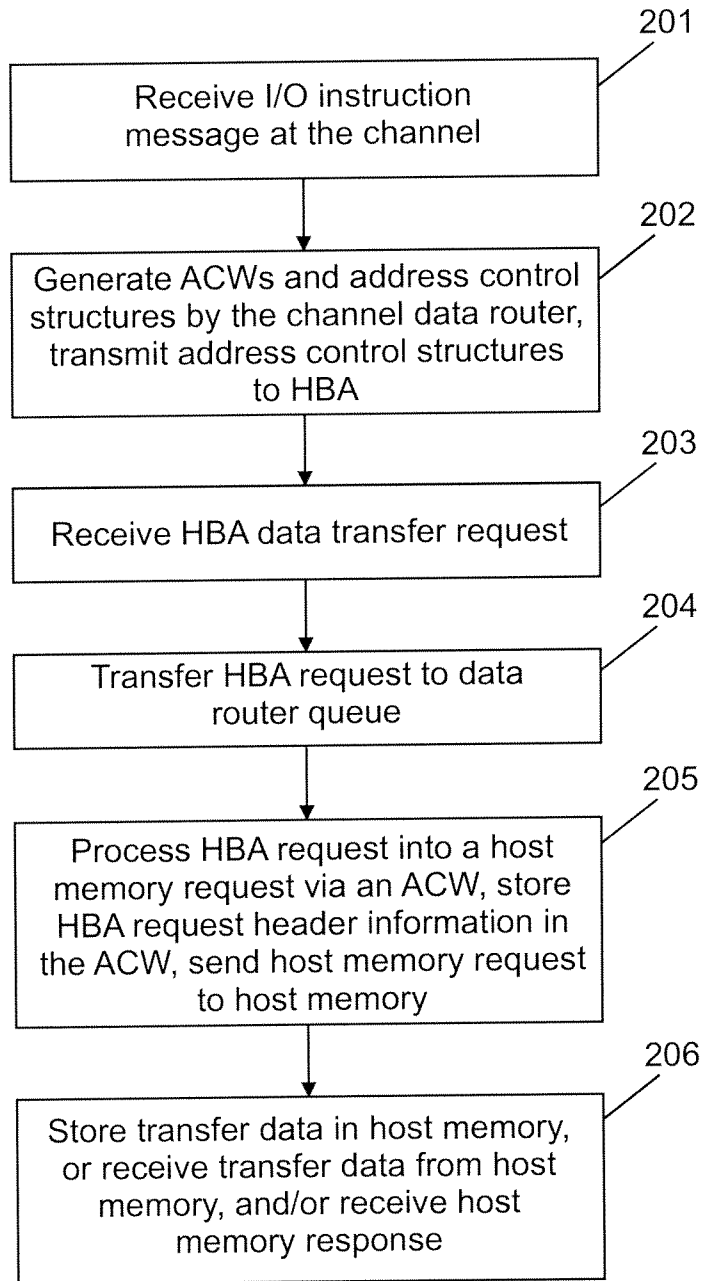 201
Receive I/O instruction
message at the channel
202
Generate ACWs and address control
structures by the channel data router,
transmit address control structures
to HBA
203
Receive HBA data transfer request
204
Transfer HBA request to data
router queue
205
Process HBA request into a host
memory request via an ACW, store
HBA request header information in
the ACW, send host memory request
to host memory
206
Store transfer data in host memory,
or receive transfer data from host
memory, and/or receive host
memory response